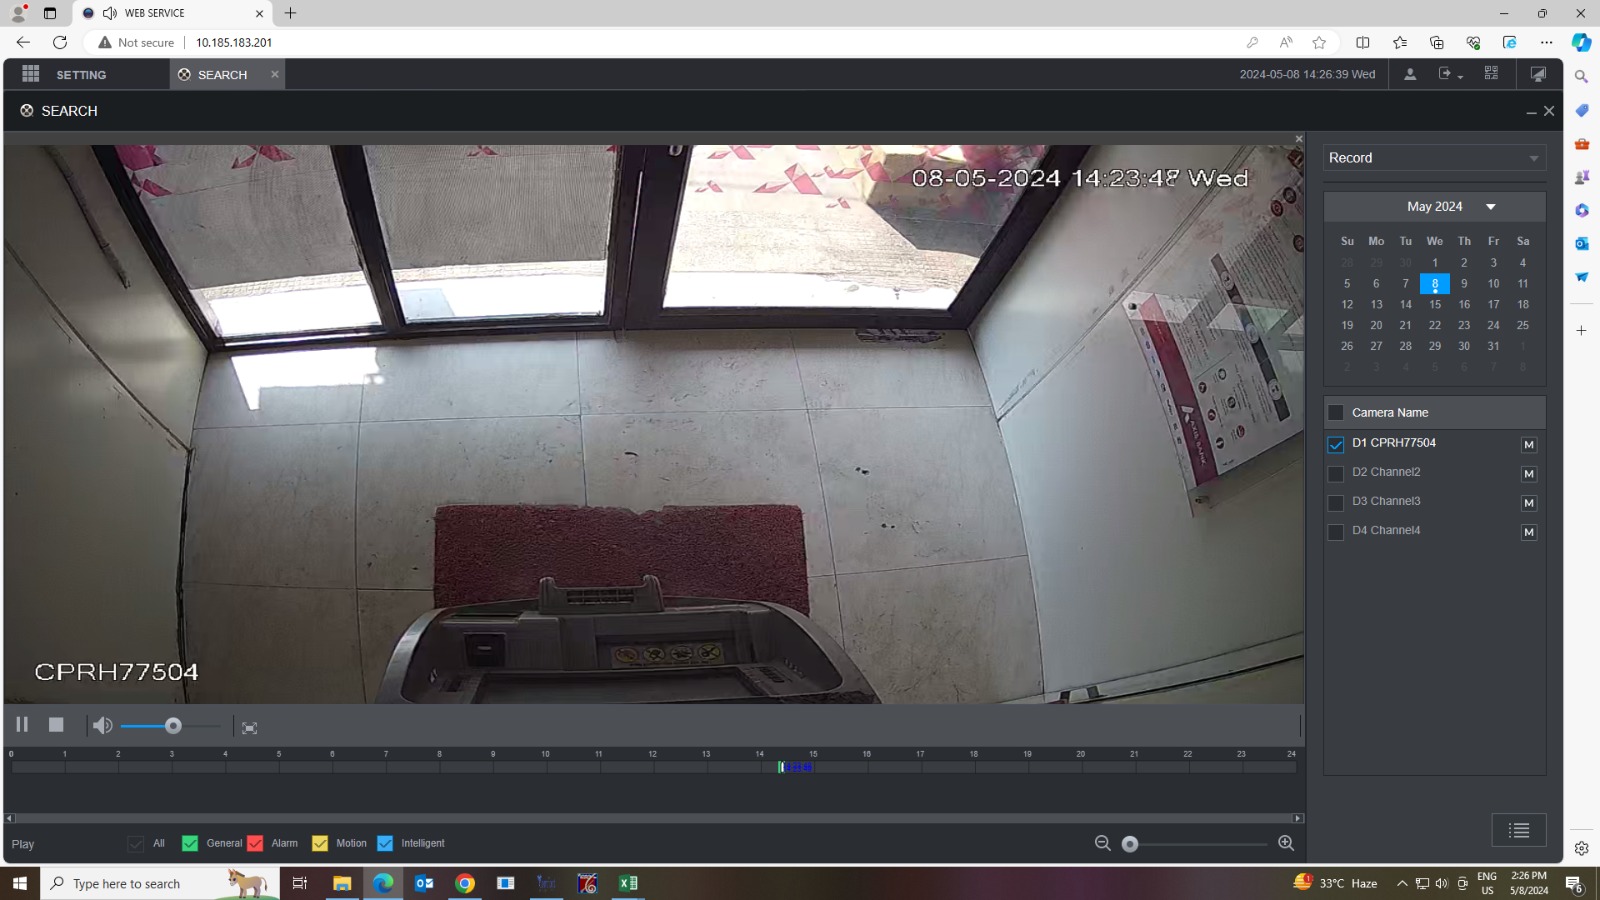 WEB SERVICE
Not secure
10.185.183.201
SETTING
SEARCH
2024-05-08 14:26:39 Wed
SEARCH
08-05-2024 14:23:47 Wed
CPRH77504
AXIS BANK
Record
May 2024
Su Mo Tu We Th Fr Sa
28 29 30 1 2 3 4
5 6 7 8 9 10 11
12 13 14 15 16 17 18
19 20 21 22 23 24 25
26 27 28 29 30 31 1
2 3 4 5 6 7 8
Camera Name
D1 CPRH77504 M
D2 Channel2 M
D3 Channel3 M
D4 Channel4 M
0 1 2 3 4 5 6 7 8 9 10 11 12 13 14 15 16 17 18 19 20 21 22 23 24
Play
All General Alarm Motion Intelligent
Type here to search
33°C Haze
ENG
US
2:26 PM
5/8/2024
6